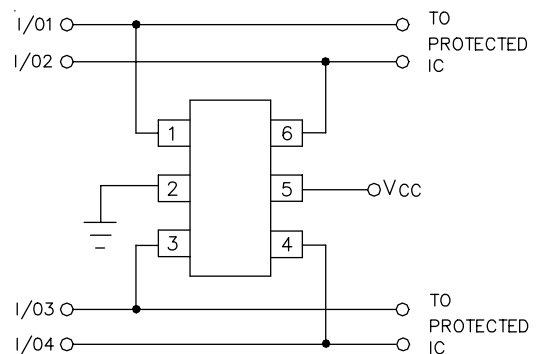 I/01
TO
PROTECTED
IC
I/02
1
6
2
5
VCC
3
4
I/03
TO
PROTECTED
IC
I/04